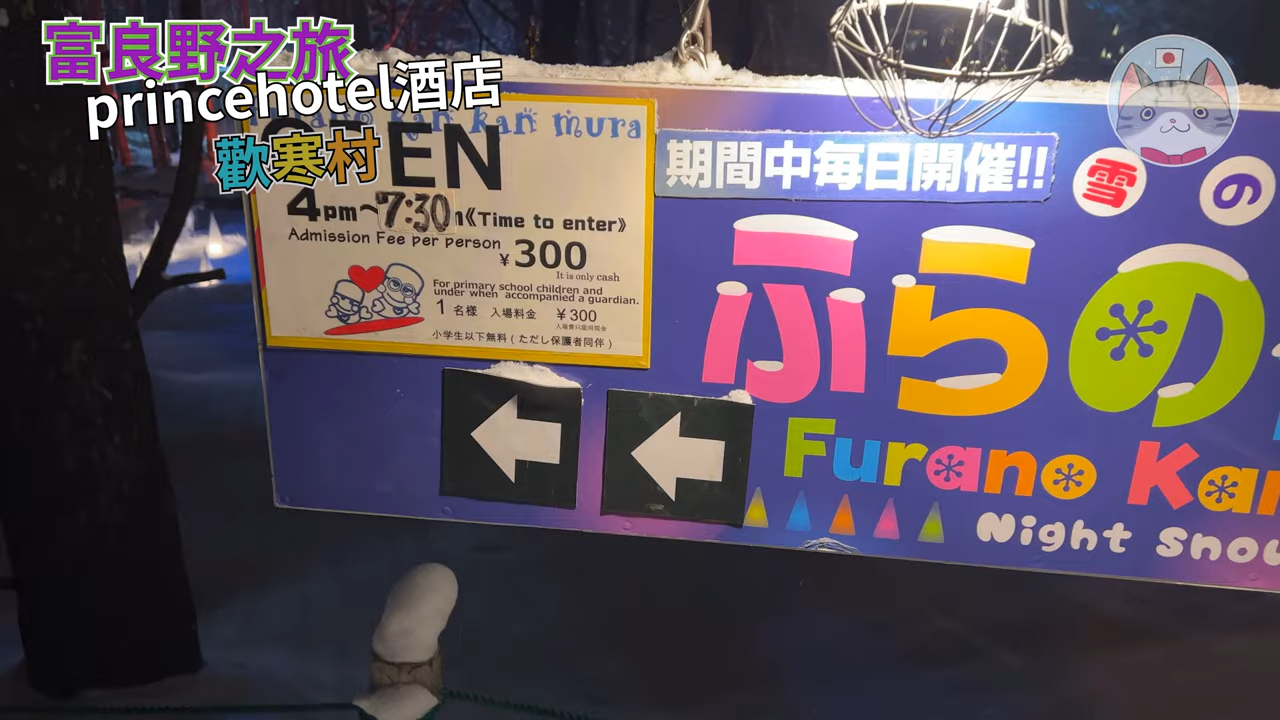 富良野之旅
princehotel酒店
歡寒村
kan kan mura
OPEN
4pm~7:30《Time to enter》
Admission Fee per person
¥300
It is only cash
For primary school children and
under when accompanied a guardian.
1名様 入場料金 ¥300
小学生以下無料(ただし保護者同伴)
期間中毎日開催!!
雪の
ふらの
Furano Kan
Night Snow